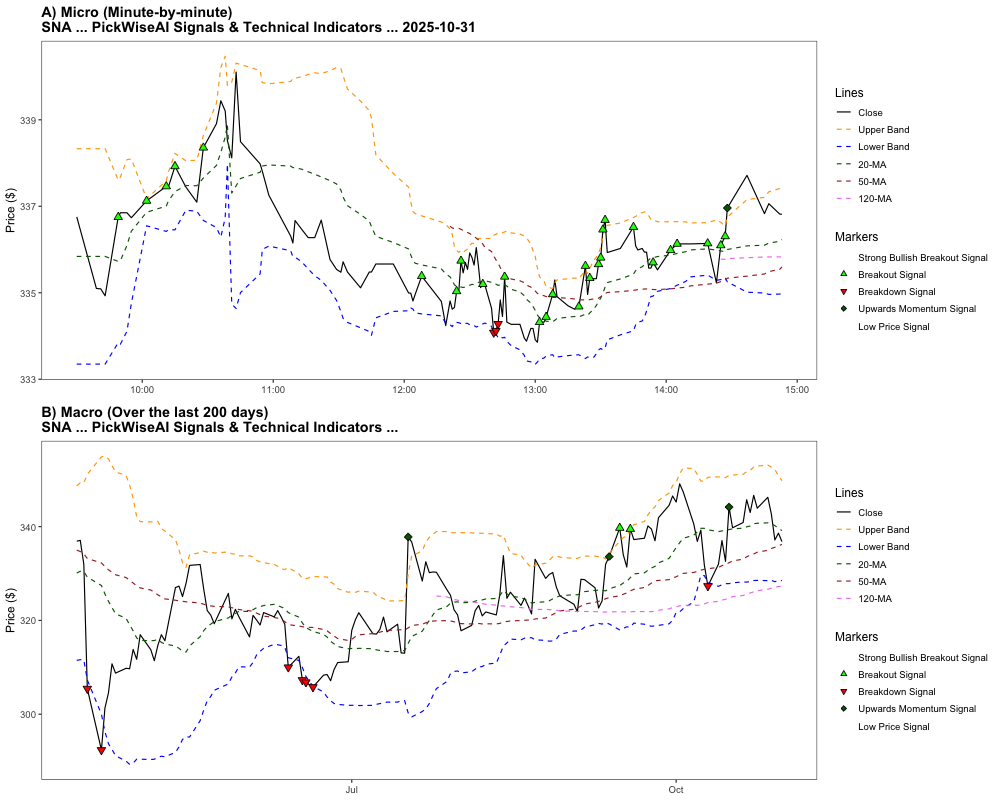 A) Micro (Minute-by-minute)
SNA ... PickWiseAI Signals & Technical Indicators ... 2025-10-31
Price ($)
339
337
335
333
10:00
11:00
12:00
13:00
14:00
15:00
Lines
Close
Upper Band
Lower Band
20-MA
50-MA
120-MA
Markers
Strong Bullish Breakout Signal
Breakout Signal
Breakdown Signal
Upwards Momentum Signal
Low Price Signal
B) Macro (Over the last 200 days)
SNA ... PickWiseAI Signals & Technical Indicators ...
Price ($)
340
320
300
Jul
Oct
Lines
Close
Upper Band
Lower Band
20-MA
50-MA
120-MA
Markers
Strong Bullish Breakout Signal
Breakout Signal
Breakdown Signal
Upwards Momentum Signal
Low Price Signal